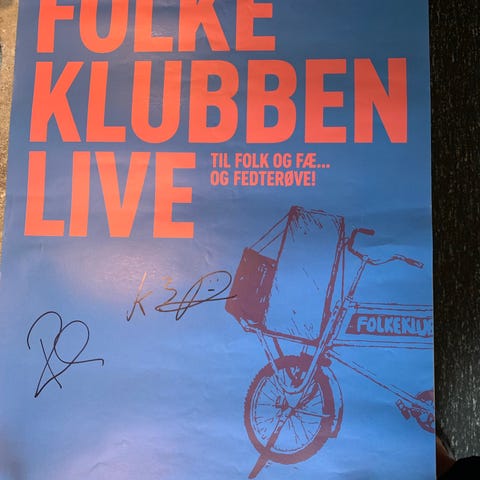 FOLKE
KLUBBEN
LIVE
TIL FOLK OG FÆ...
OG FEDTERØVE!
FOLKEKLUB